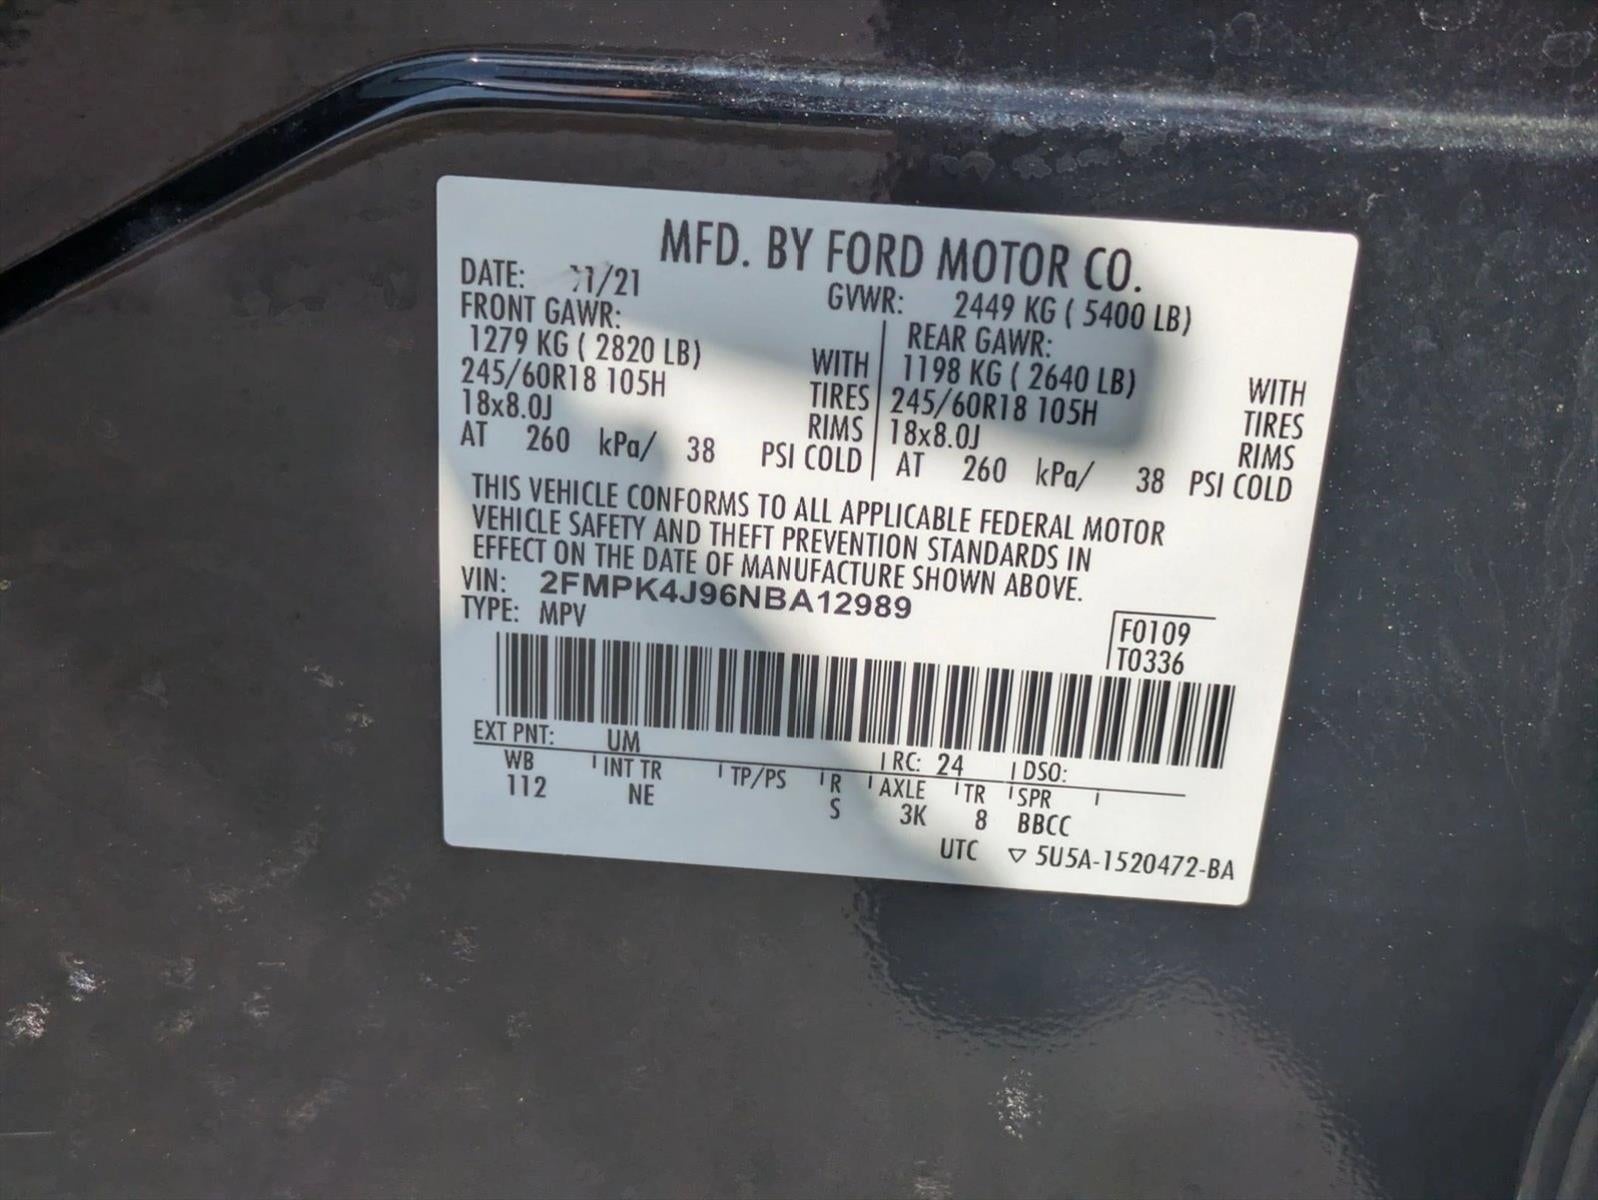 MFD. BY FORD MOTOR CO.
DATE: /21 GVWR: 2449 KG ( 5400 LB)
FRONT GAWR: REAR GAWR:
1279 KG ( 2820 LB) WITH 1198 KG ( 2640 LB) WITH
245/60R18 105H TIRES 245/60R18 105H TIRES
18x8.0J RIMS 18x8.0J RIMS
AT 260 kPa/ 38 PSI COLD AT 260 kPa/ 38 PSI COLD
THIS VEHICLE CONFORMS TO ALL APPLICABLE FEDERAL MOTOR
VEHICLE SAFETY AND THEFT PREVENTION STANDARDS IN
EFFECT ON THE DATE OF MANUFACTURE SHOWN ABOVE.
VIN: 2FMPK4J96NBA12989
TYPE: MPV
F0109
T0336
EXT PNT: UM RC: 24 DSO:
WB INT TR TP/PS R AXLE TR SPR
112 NE S 3K 8 BBCC
UTC ▽ 5U5A-1520472-BA